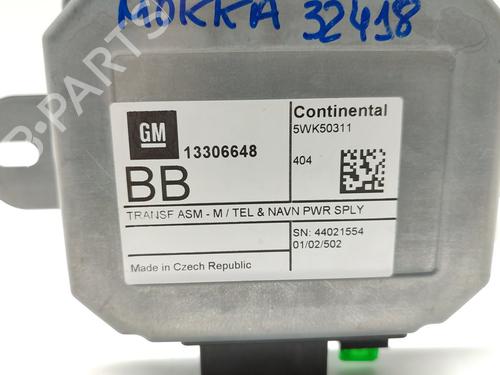 MOKKA 32418
GM
13306648
BB
Continental
5WK50311
404
TRANSF ASM - M / TEL & NAVN PWR SPLY
SN: 44021554
01/02/502
Made in Czech Republic